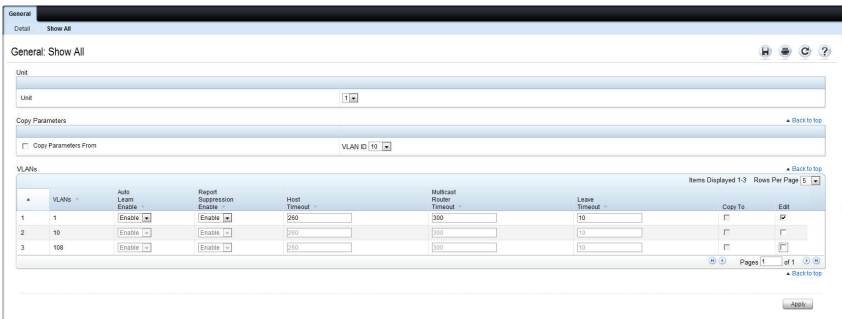 General
Detail Show All
General: Show All
?
Unit
Unit 1
Copy Parameters Back to top
Copy Parameters From VLAN ID 10
VLANs Back to top
Items Displayed 1-3 Rows Per Page 5
VLANs Auto Learn Enable Report Suppression Enable Host Timeout Multicast Router Timeout Leave Timeout Copy To Edit
1 1 Enable Enable 260 300 10
2 10 Enable Enable 260 300 10
3 108 Enable Enable 260 300 10
Pages 1 of 1
Back to top
Apply